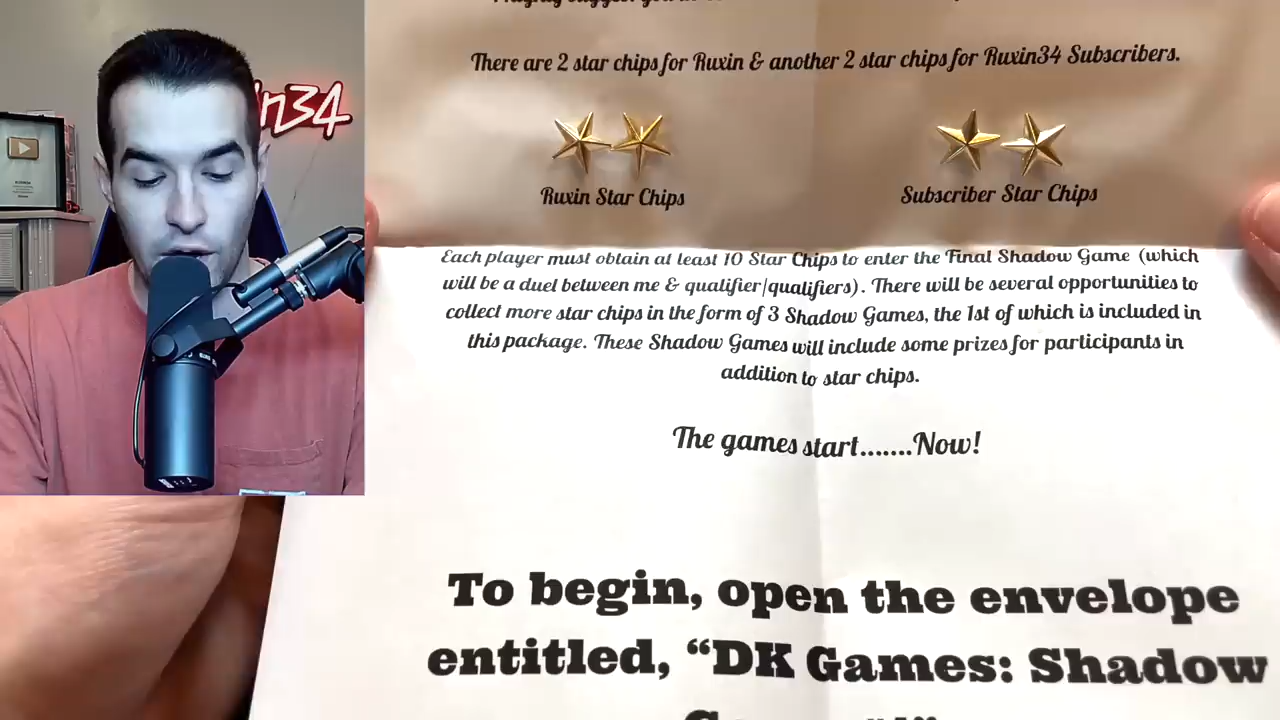 There are 2 star chips for Ruxin & another 2 star chips for Ruxin34 Subscribers.
Ruxin Star Chips
Subscriber Star Chips
Each player must obtain at least 10 Star Chips to enter the Final Shadow Game (which
will be a duel between me & qualifier/qualifiers). There will be several opportunities to
collect more star chips in the form of 3 Shadow Games, the 1st of which is included in
this package. These Shadow Games will include some prizes for participants in
addition to star chips.
The games start.......Now!
To begin, open the envelope
entitled, “DK Games: Shadow
n34